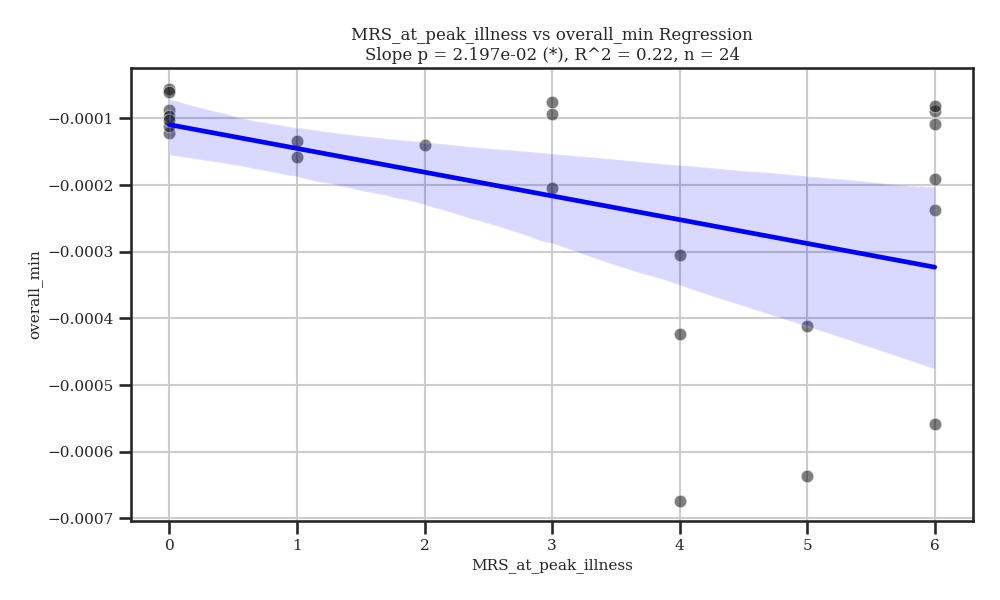 MRS_at_peak_illness vs overall_min Regression
Slope p = 2.197e-02 (*), R^2 = 0.22, n = 24
overall_min
−0.0001
−0.0002
−0.0003
−0.0004
−0.0005
−0.0006
−0.0007
0 1 2 3 4 5 6
MRS_at_peak_illness